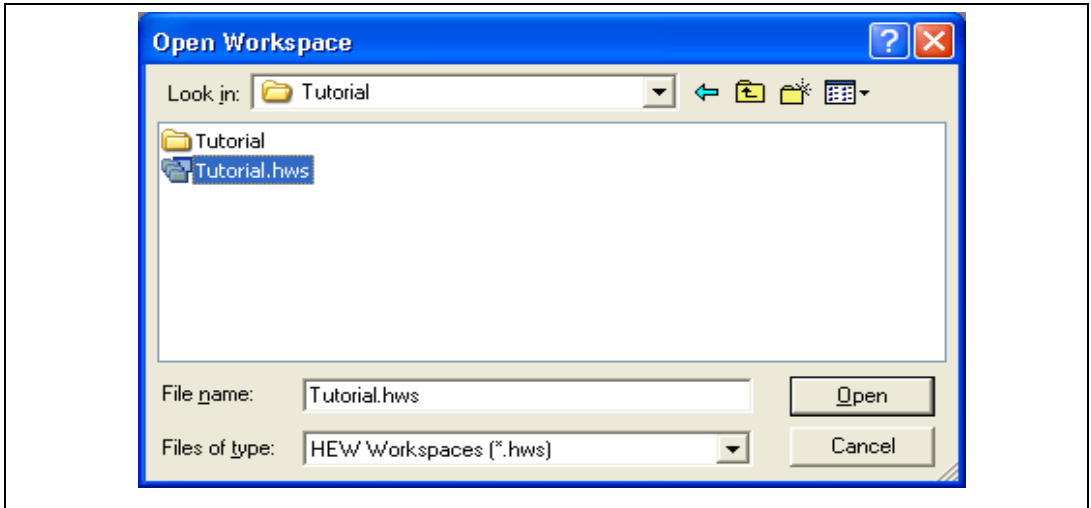 Open Workspace
Look in: Tutorial
Tutorial
Tutorial.hws
File name: Tutorial.hws Open
Files of type: HEW Workspaces (*.hws) Cancel